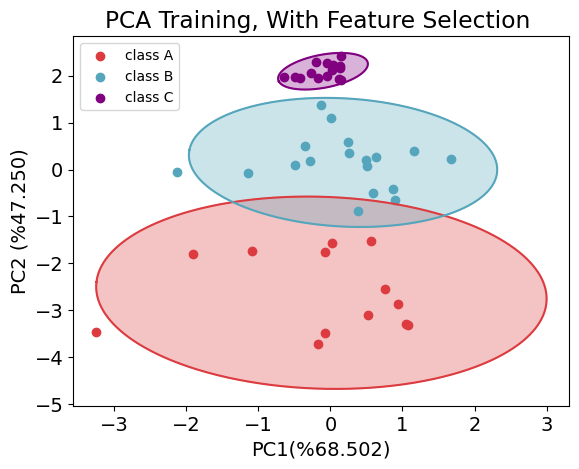 PCA Training, With Feature Selection
class A
class B
class C
2
1
0
−1
−2
−3
−4
−5
PC2 (%47.250)
−3
−2
−1
0
1
2
3
PC1(%68.502)